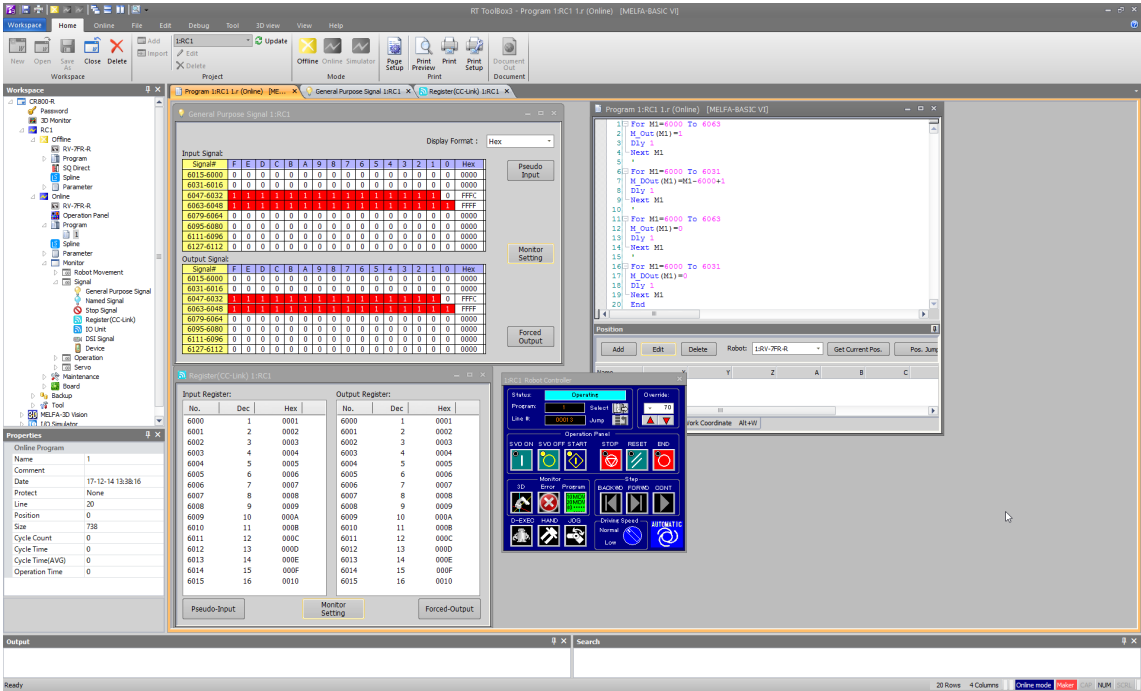 RT ToolBox3 - Program 1:RC1 1.r (Online) [MELFA-BASIC VI]
Workspace Home Online File Edit Debug Tool 3D view View Help
New Open Save As Close Delete
Add Import
1:RC1
Edit
Delete
Update
Offline Online Simulator
Page Setup Print Preview Print Print Setup
Document Out
Workspace Project Mode Print Document
Workspace
CR800-R
Password
3D Monitor
RC1
Offline
RV-7FR-R
Program
SQ Direct
Spline
Parameter
Online
RV-7FR-R
Operation Panel
Program
1
Spline
Parameter
Monitor
Robot Movement
Signal
General Purpose Signal
Named Signal
Stop Signal
Register(CC-Link)
IO Unit
DSI Signal
Device
Operation
Servo
Maintenance
Board
Backup
Tool
MELFA-3D Vision
I/O Simulator
Properties
Online Program
Name 1
Comment
Date 17-12-14 13:38:16
Protect None
Line 20
Position 0
Size 738
Cycle Count 0
Cycle Time 0
Cycle Time(AVG) 0
Operation Time 0
Program 1:RC1 1.r (Online) [ME...
General Purpose Signal 1:RC1
Register(CC-Link) 1:RC1
General Purpose Signal 1:RC1
Display Format : Hex
Input Signal:
Signal# F E D C B A 9 8 7 6 5 4 3 2 1 0 Hex
6015-6000 0 0 0 0 0 0 0 0 0 0 0 0 0 0 0 0 0000
6031-6016 0 0 0 0 0 0 0 0 0 0 0 0 0 0 0 0 0000
6047-6032 1 1 1 1 1 1 1 1 1 1 1 1 1 1 1 0 FFFC
6063-6048 1 1 1 1 1 1 1 1 1 1 1 1 1 1 1 1 FFFF
6079-6064 0 0 0 0 0 0 0 0 0 0 0 0 0 0 0 0 0000
6095-6080 0 0 0 0 0 0 0 0 0 0 0 0 0 0 0 0 0000
6111-6096 0 0 0 0 0 0 0 0 0 0 0 0 0 0 0 0 0000
6127-6112 0 0 0 0 0 0 0 0 0 0 0 0 0 0 0 0 0000
Pseudo Input
Monitor Setting
Output Signal:
Signal# F E D C B A 9 8 7 6 5 4 3 2 1 0 Hex
6015-6000 0 0 0 0 0 0 0 0 0 0 0 0 0 0 0 0 0000
6031-6016 0 0 0 0 0 0 0 0 0 0 0 0 0 0 0 0 0000
6047-6032 1 1 1 1 1 1 1 1 1 1 1 1 1 1 1 0 FFFC
6063-6048 1 1 1 1 1 1 1 1 1 1 1 1 1 1 1 1 FFFF
6079-6064 0 0 0 0 0 0 0 0 0 0 0 0 0 0 0 0 0000
6095-6080 0 0 0 0 0 0 0 0 0 0 0 0 0 0 0 0 0000
6111-6096 0 0 0 0 0 0 0 0 0 0 0 0 0 0 0 0 0000
6127-6112 0 0 0 0 0 0 0 0 0 0 0 0 0 0 0 0 0000
Forced Output
Register(CC-Link) 1:RC1
Input Register: Output Register:
No. Dec Hex No. Dec Hex
6000 1 0001 6000 1 0001
6001 2 0002 6001 2 0002
6002 3 0003 6002 3 0003
6003 4 0004 6003 4 0004
6004 5 0005 6004 5 0005
6005 6 0006 6005 6 0006
6006 7 0007 6006 7 0007
6007 8 0008 6007 8 0008
6008 9 0009 6008 9 0009
6009 10 000A 6009 10 000A
6010 11 000B 6010 11 000B
6011 12 000C 6011 12 000C
6012 13 000D 6012 13 000D
6013 14 000E 6013 14 000E
6014 15 000F 6014 15 000F
6015 16 0010 6015 16 0010
Pseudo-Input
Monitor Setting
Forced-Output
Program 1:RC1 1.r (Online) [MELFA-BASIC VI]
1 For M1=6000 To 6063
2 M_Out(M1)=1
3 Dly 1
4 Next M1
5 '
6 For M1=6000 To 6031
7 M_DOut(M1)=M1-6000+1
8 Dly 1
9 Next M1
10 '
11 For M1=6000 To 6063
12 M_Out(M1)=0
13 Dly 1
14 Next M1
15 '
16 For M1=6000 To 6031
17 M_DOut(M1)=0
18 Dly 1
19 Next M1
20 End
Position
Add Edit Delete Robot: 1:RV-7FR-R Get Current Pos. Pos. Jump
Name X Y Z A B C
Work Coordinate Alt+W
1:RC1 Robot Controller
Status: Operating Override:
Program: 1 Select 70
Line #: 00013 Jump
Operation Panel
SVO ON SVO OFF START STOP RESET END
Monitor Step
3D Error Program BACKWD FORWD CONT
D-EXEC HAND JOG
Driving Speed
Normal
Low
AUTOMATIC
Output
Search
Ready
20 Rows 4 Columns Online mode Maker CAP NUM SCRL